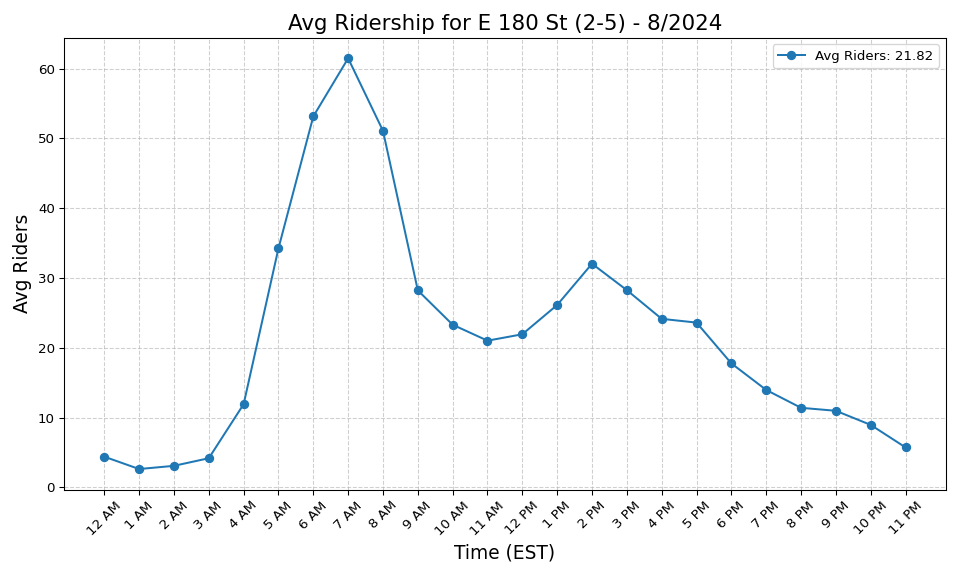 Avg Ridership for E 180 St (2-5) - 8/2024
Avg Riders: 21.82
Avg Riders
60
50
40
30
20
10
0
12 AM
1 AM
2 AM
3 AM
4 AM
5 AM
6 AM
7 AM
8 AM
9 AM
10 AM
11 AM
12 PM
1 PM
2 PM
3 PM
4 PM
5 PM
6 PM
7 PM
8 PM
9 PM
10 PM
11 PM
Time (EST)